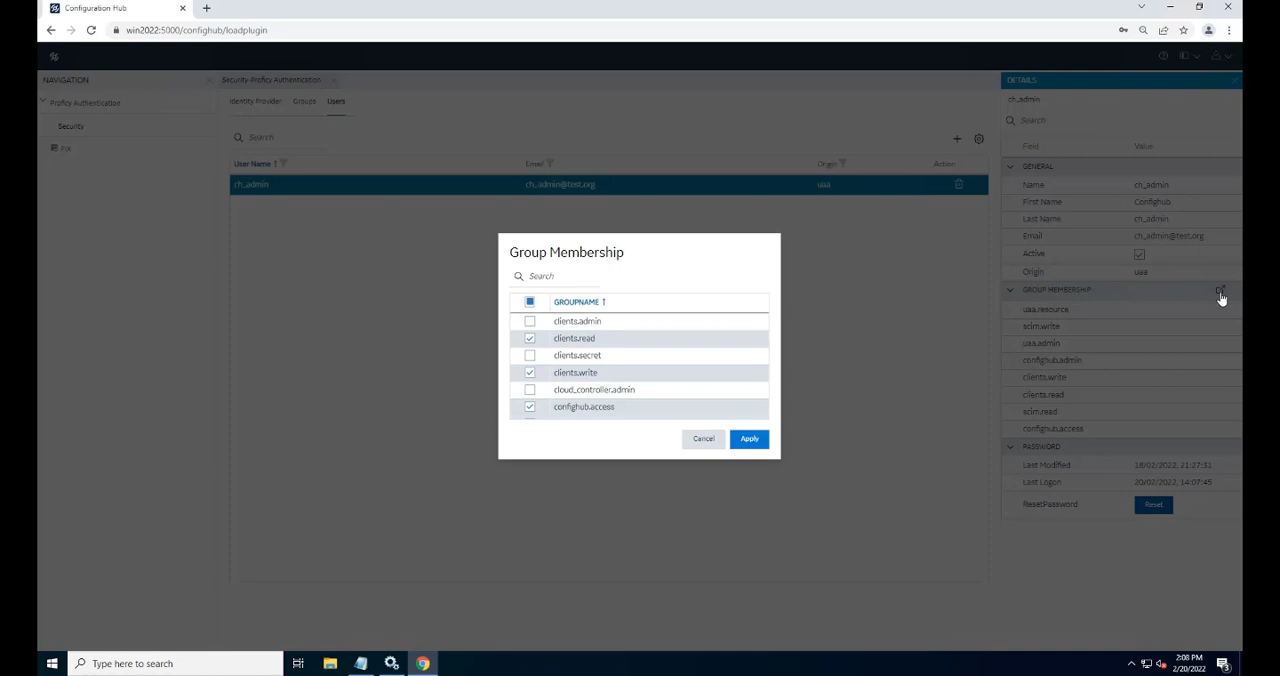 Configuration Hub
win2022:5000/confighub/loadplugin
NAVIGATION
Proficy Authentication
Security
FIX
Security-Proficy Authentication
Identity Provider Groups Users
Search
User Name Email Origin Action
ch_admin ch_admin@test.org uaa
Group Membership
Search
GROUPNAME
clients.admin
clients.read
clients.secret
clients.write
cloud_controller.admin
confighub.access
Cancel Apply
DETAILS
ch_admin
Search
Field Value
GENERAL
Name ch_admin
First Name Confighub
Last Name ch_admin
Email ch_admin@test.org
Active
Origin uaa
GROUP MEMBERSHIP
uaa.resource
scim.write
uaa.admin
confighub.admin
clients.write
clients.read
scim.read
confighub.access
PASSWORD
Last Modified 18/02/2022, 21:27:31
Last Logon 20/02/2022, 14:07:45
ResetPassword Reset
Type here to search
2:08 PM
2/20/2022
3